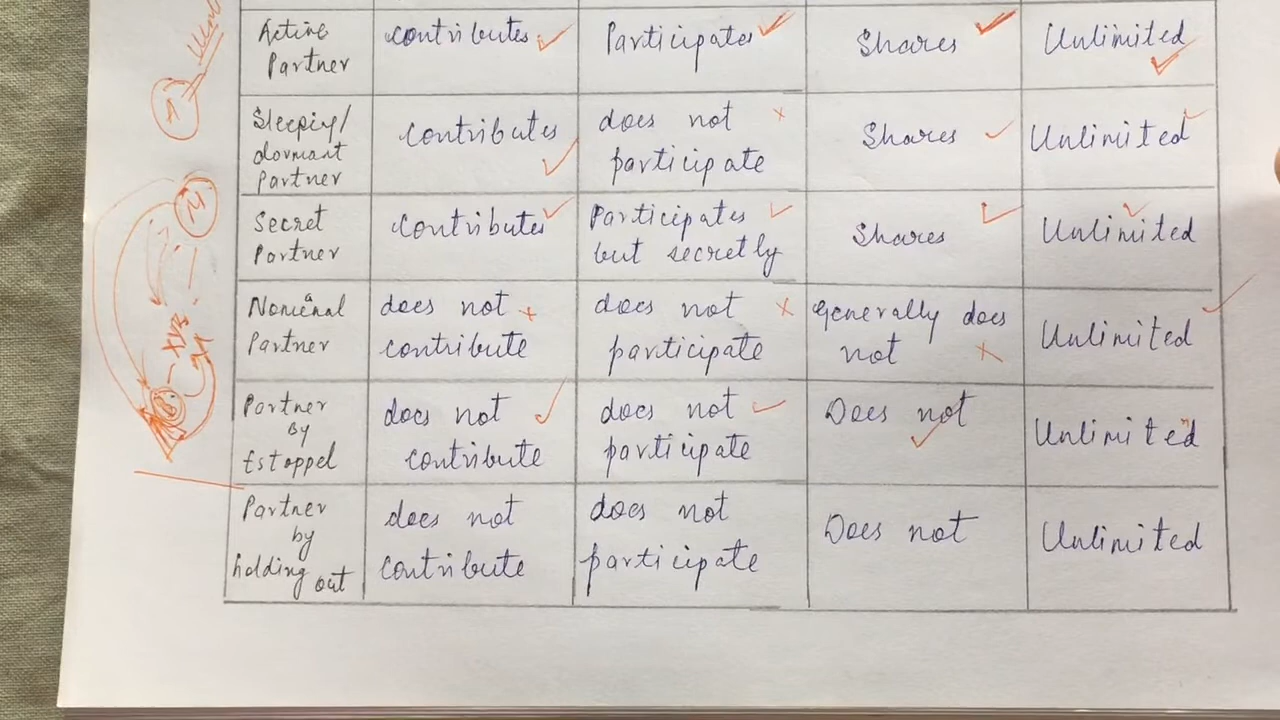 Active
Partner
contributes
Participates
Shares
Unlimited
Sleeping/
dormant
Partner
contributes
does not
participate
Shares
Unlimited
Secret
Partner
contributes
Participates
but secretly
Shares
Unlimited
Nominal
Partner
does not
contribute
does not
participate
Generally does
not
Unlimited
Partner
By
Estoppel
does not
contribute
does not
participate
Does not
Unlimited
Partner
by
holding out
does not
contribute
does not
participate
Does not
Unlimited